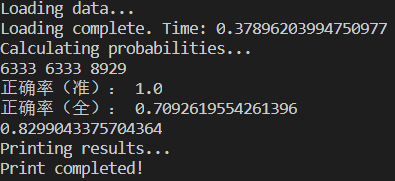 Loading data...
Loading complete. Time: 0.37896203994750977
Calculating probabilities...
6333 6333 8929
正确率（准）： 1.0
正确率（全）： 0.7092619554261396
0.8299043375704364
Printing results...
Print completed!